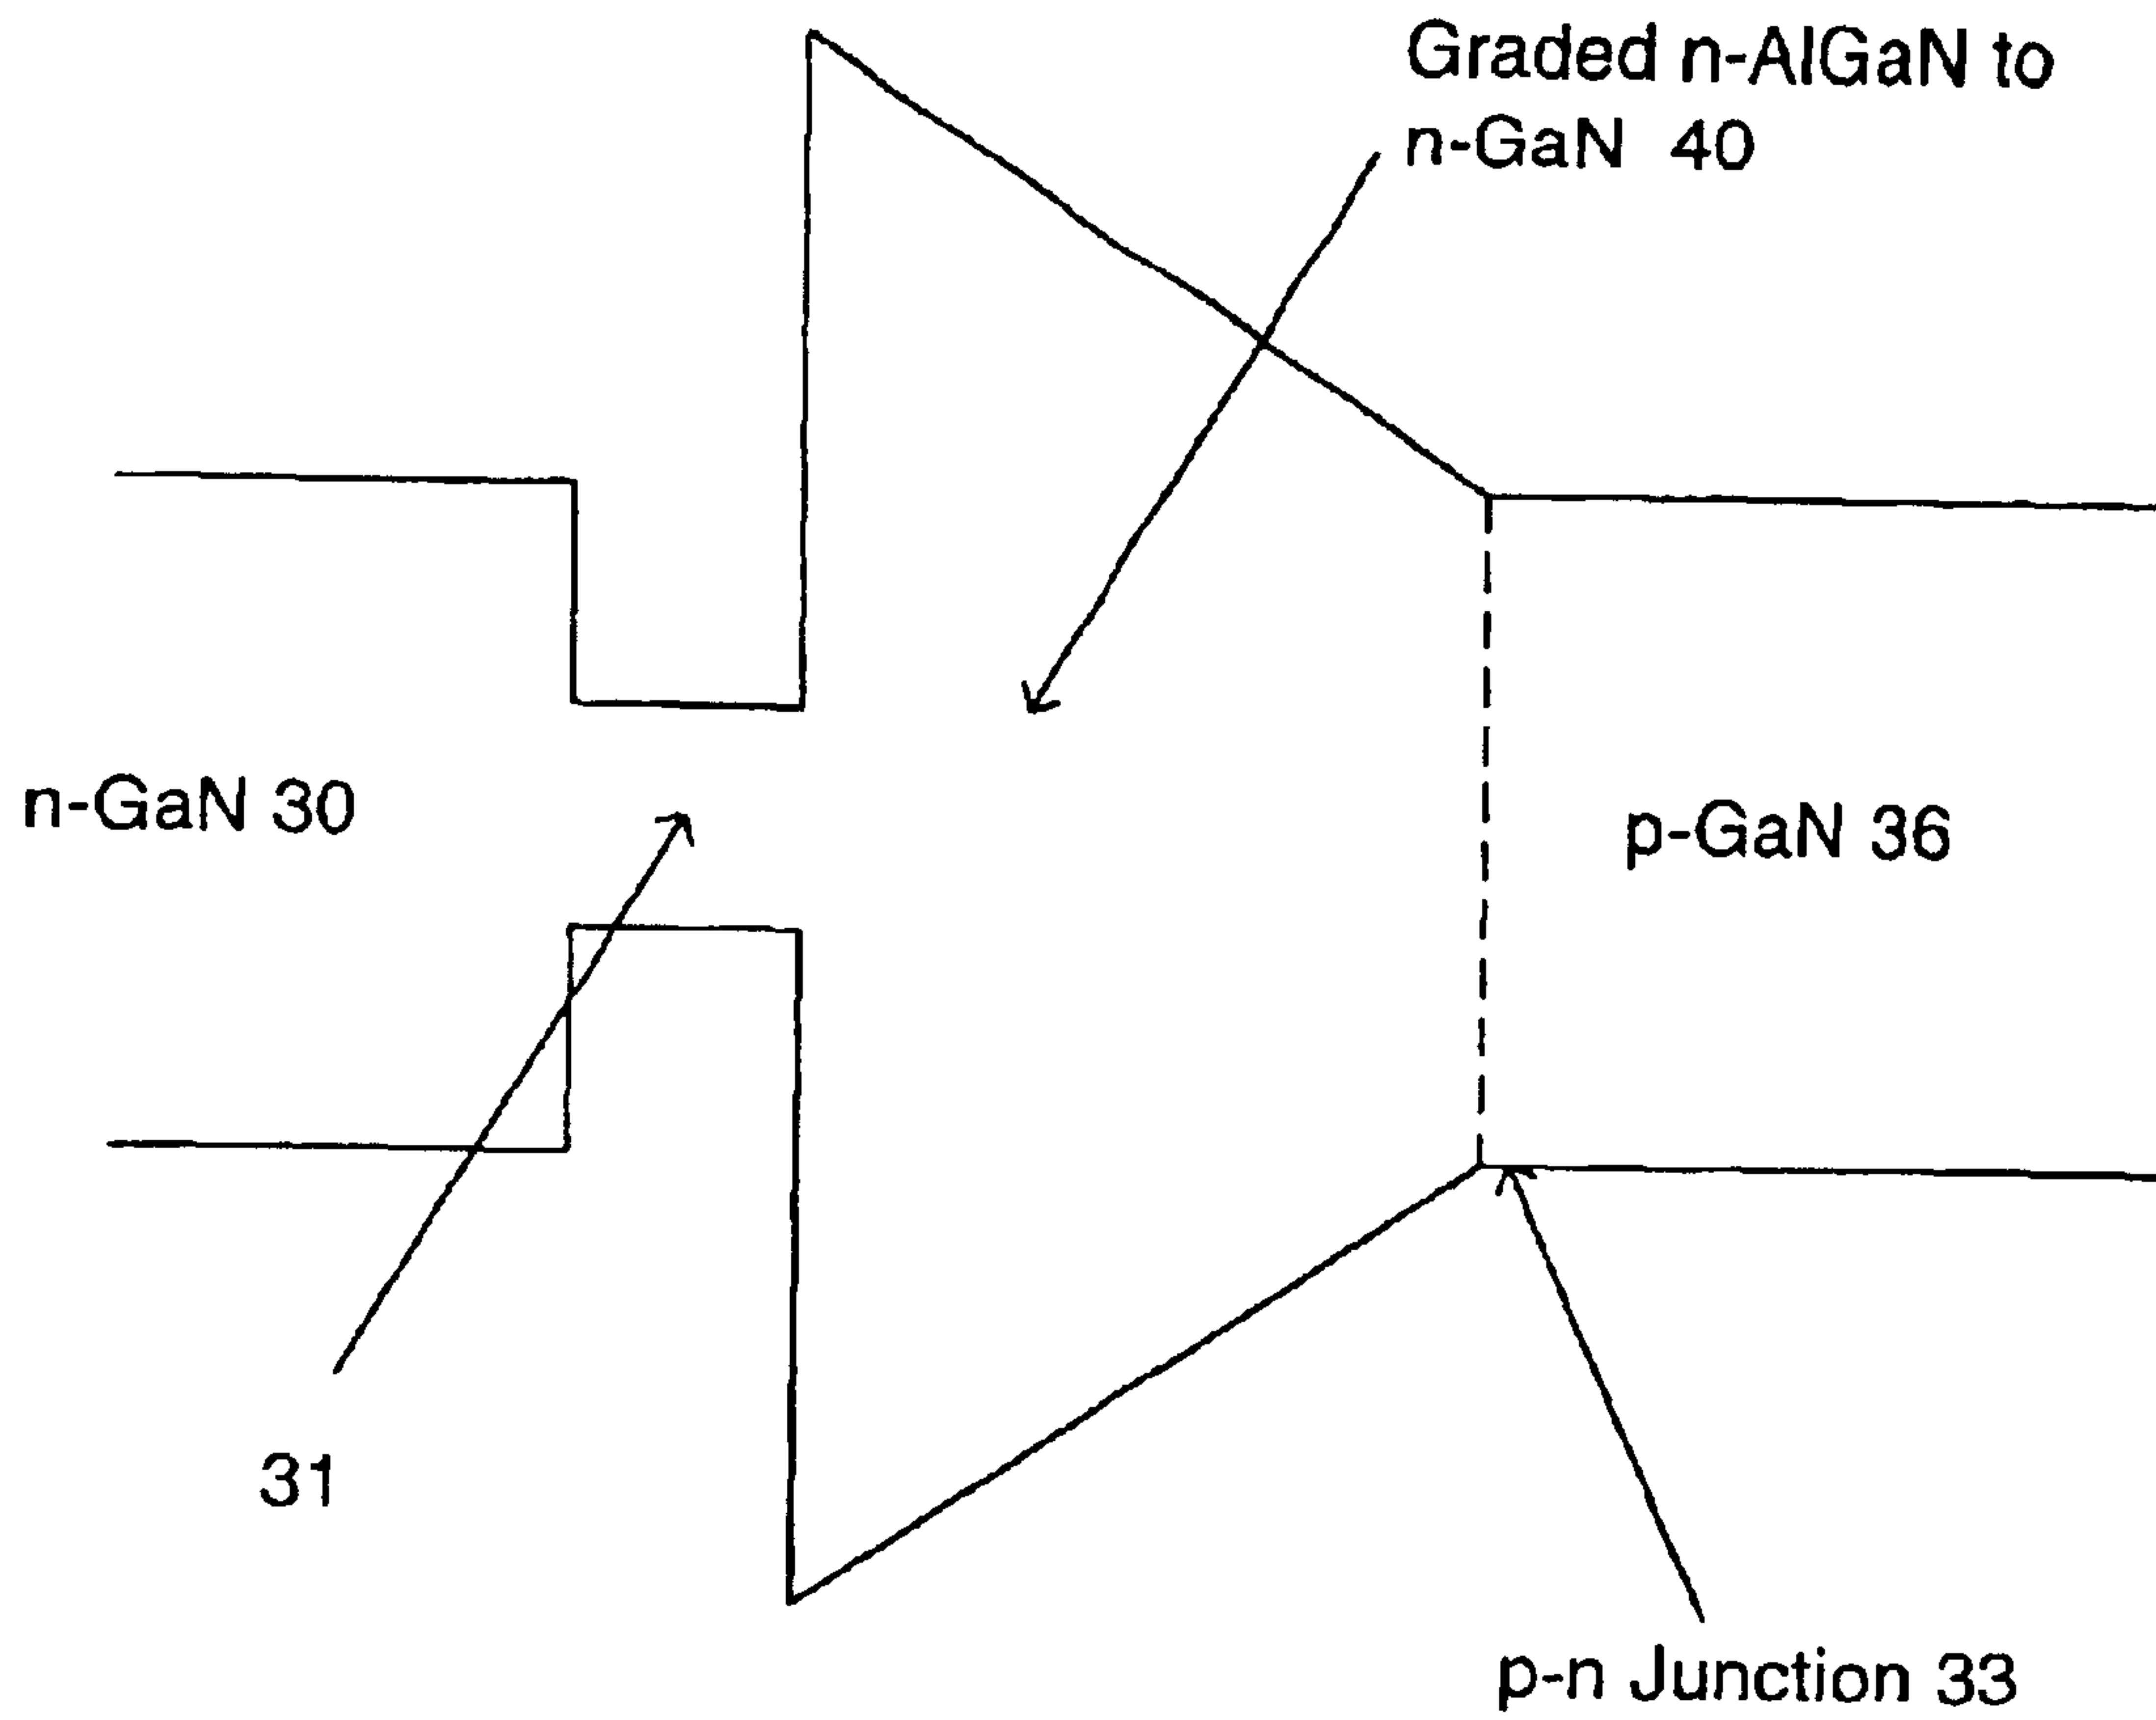 Graded n-AlGaN to
n-GaN 40
n-GaN 30
p-GaN 36
31
p-n Junction 33